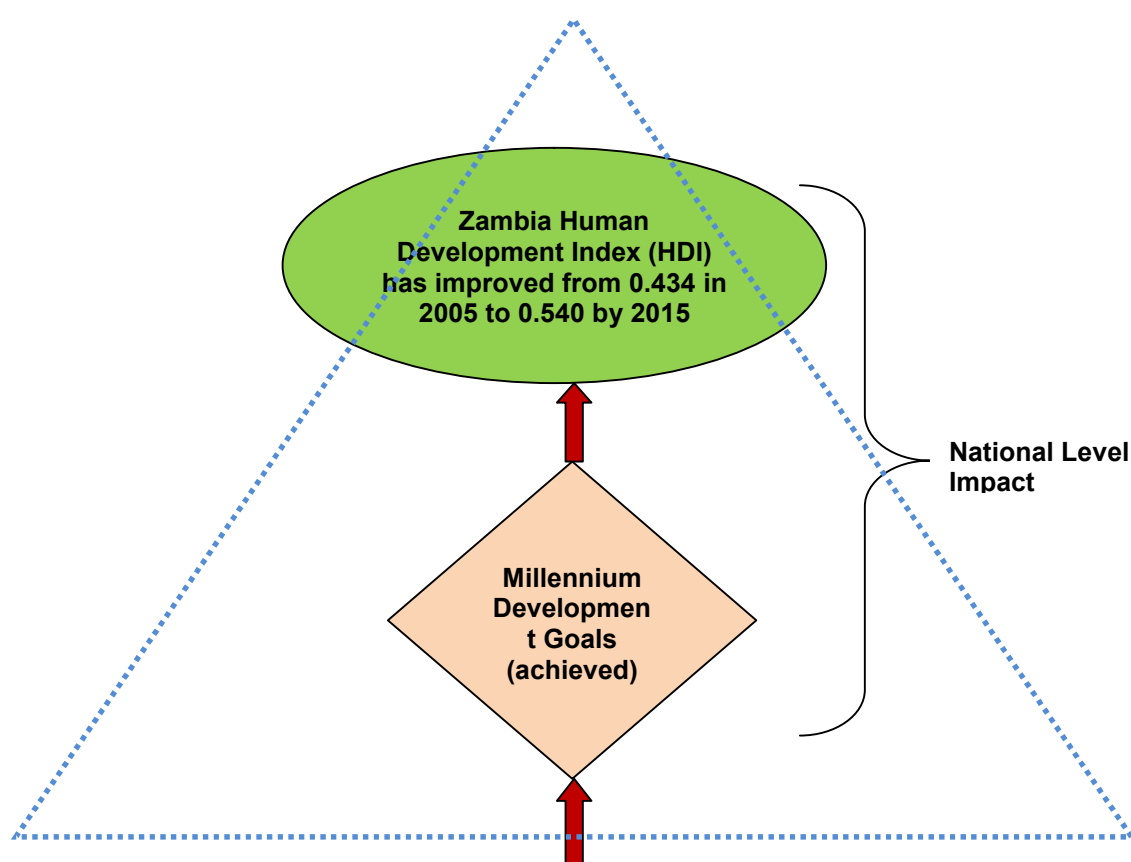 Zambia Human
Development Index (HDI)
has improved from 0.434 in
2005 to 0.540 by 2015
National Level
Impact
Millennium
Developmen
t Goals
(achieved)